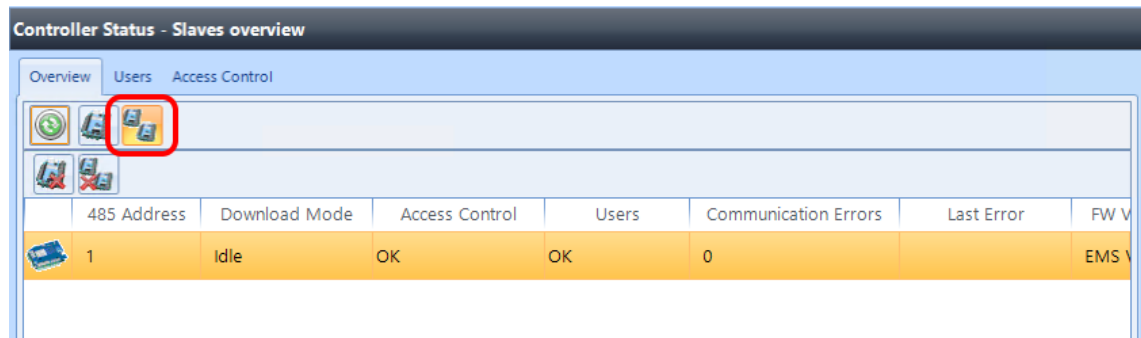 Controller Status - Slaves overview
Overview Users Access Control
485 Address Download Mode Access Control Users Communication Errors Last Error FW V
1 Idle OK OK 0 EMS